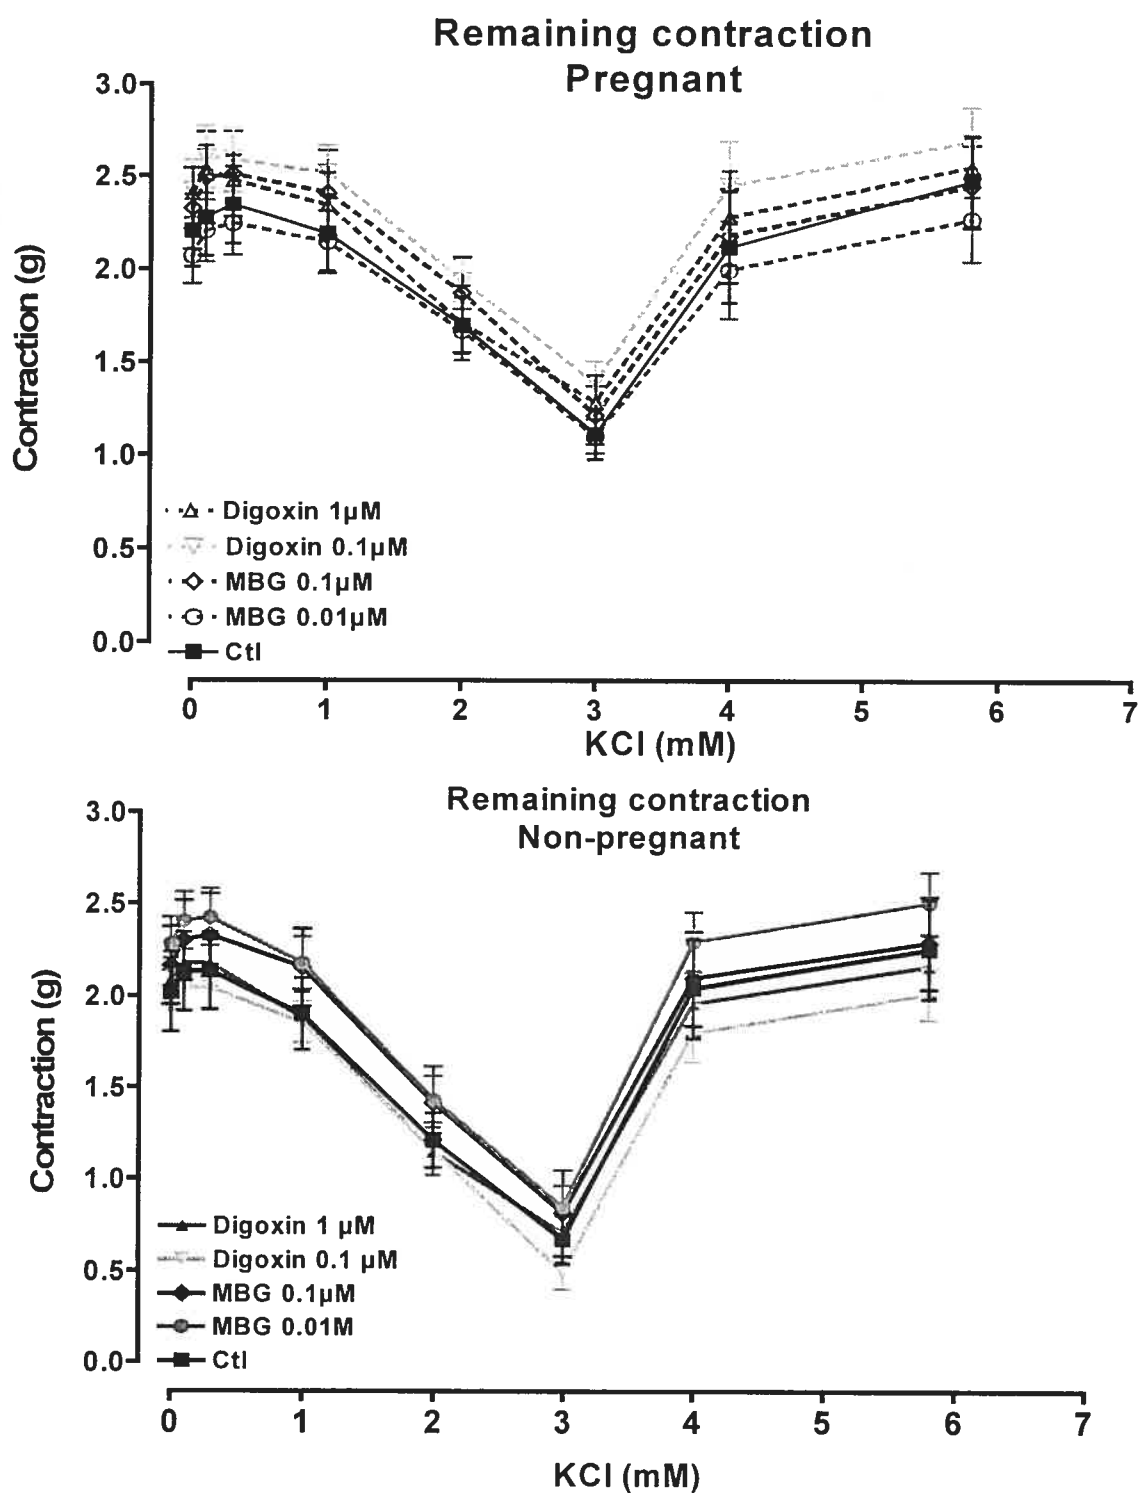 Remaining contraction
Pregnant
3.0
2.5
2.0
1.5
1.0
0.5
0.0
Contraction (g)
Digoxin 1µM
Digoxin 0.1µM
MBG 0.1µM
MBG 0.01µM
Ctl
0 1 2 3 4 5 6 7
KCl (mM)
Remaining contraction
Non-pregnant
3.0
2.5
2.0
1.5
1.0
0.5
0.0
Contraction (g)
Digoxin 1 µM
Digoxin 0.1 µM
MBG 0.1µM
MBG 0.01M
Ctl
0 1 2 3 4 5 6 7
KCl (mM)